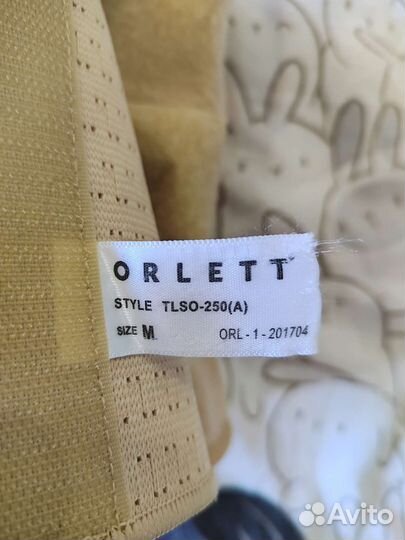 ORLETT
STYLE TLSO-250(A)
SIZE M ORL-1-201704
Avito